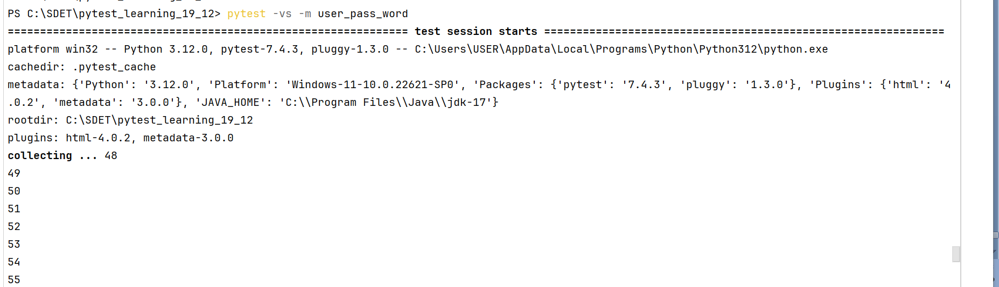 PS C:\SDET\pytest_learning_19_12> pytest -vs -m user_pass_word
============================================================== test session starts ==============================================================
platform win32 -- Python 3.12.0, pytest-7.4.3, pluggy-1.3.0 -- C:\Users\USER\AppData\Local\Programs\Python\Python312\python.exe
cachedir: .pytest_cache
metadata: {'Python': '3.12.0', 'Platform': 'Windows-11-10.0.22621-SP0', 'Packages': {'pytest': '7.4.3', 'pluggy': '1.3.0'}, 'Plugins': {'html': '4
.0.2', 'metadata': '3.0.0'}, 'JAVA_HOME': 'C:\\Program Files\\Java\\jdk-17'}
rootdir: C:\SDET\pytest_learning_19_12
plugins: html-4.0.2, metadata-3.0.0
collecting ... 48
49
50
51
52
53
54
55